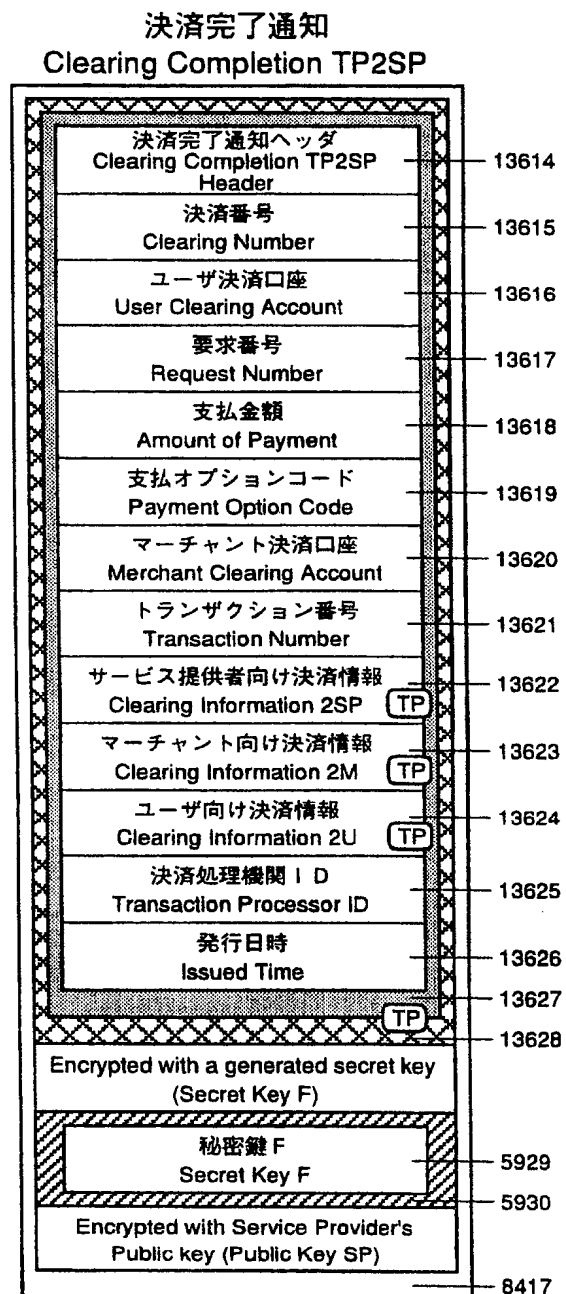 決済完了通知
Clearing Completion TP2SP
決済完了通知ヘッダ
Clearing Completion TP2SP
Header
13614
決済番号
Clearing Number
13615
ユーザ決済口座
User Clearing Account
13616
要求番号
Request Number
13617
支払金額
Amount of Payment
13618
支払オプションコード
Payment Option Code
13619
マーチャント決済口座
Merchant Clearing Account
13620
トランザクション番号
Transaction Number
13621
サービス提供者向け決済情報
Clearing Information 2SP
TP
13622
マーチャント向け決済情報
Clearing Information 2M
TP
13623
ユーザ向け決済情報
Clearing Information 2U
TP
13624
決済処理機関ID
Transaction Processor ID
13625
発行日時
Issued Time
13626
13627
TP
13628
Encrypted with a generated secret key
(Secret Key F)
秘密鍵F
Secret Key F
5929
5930
Encrypted with Service Provider's
Public key (Public Key SP)
8417